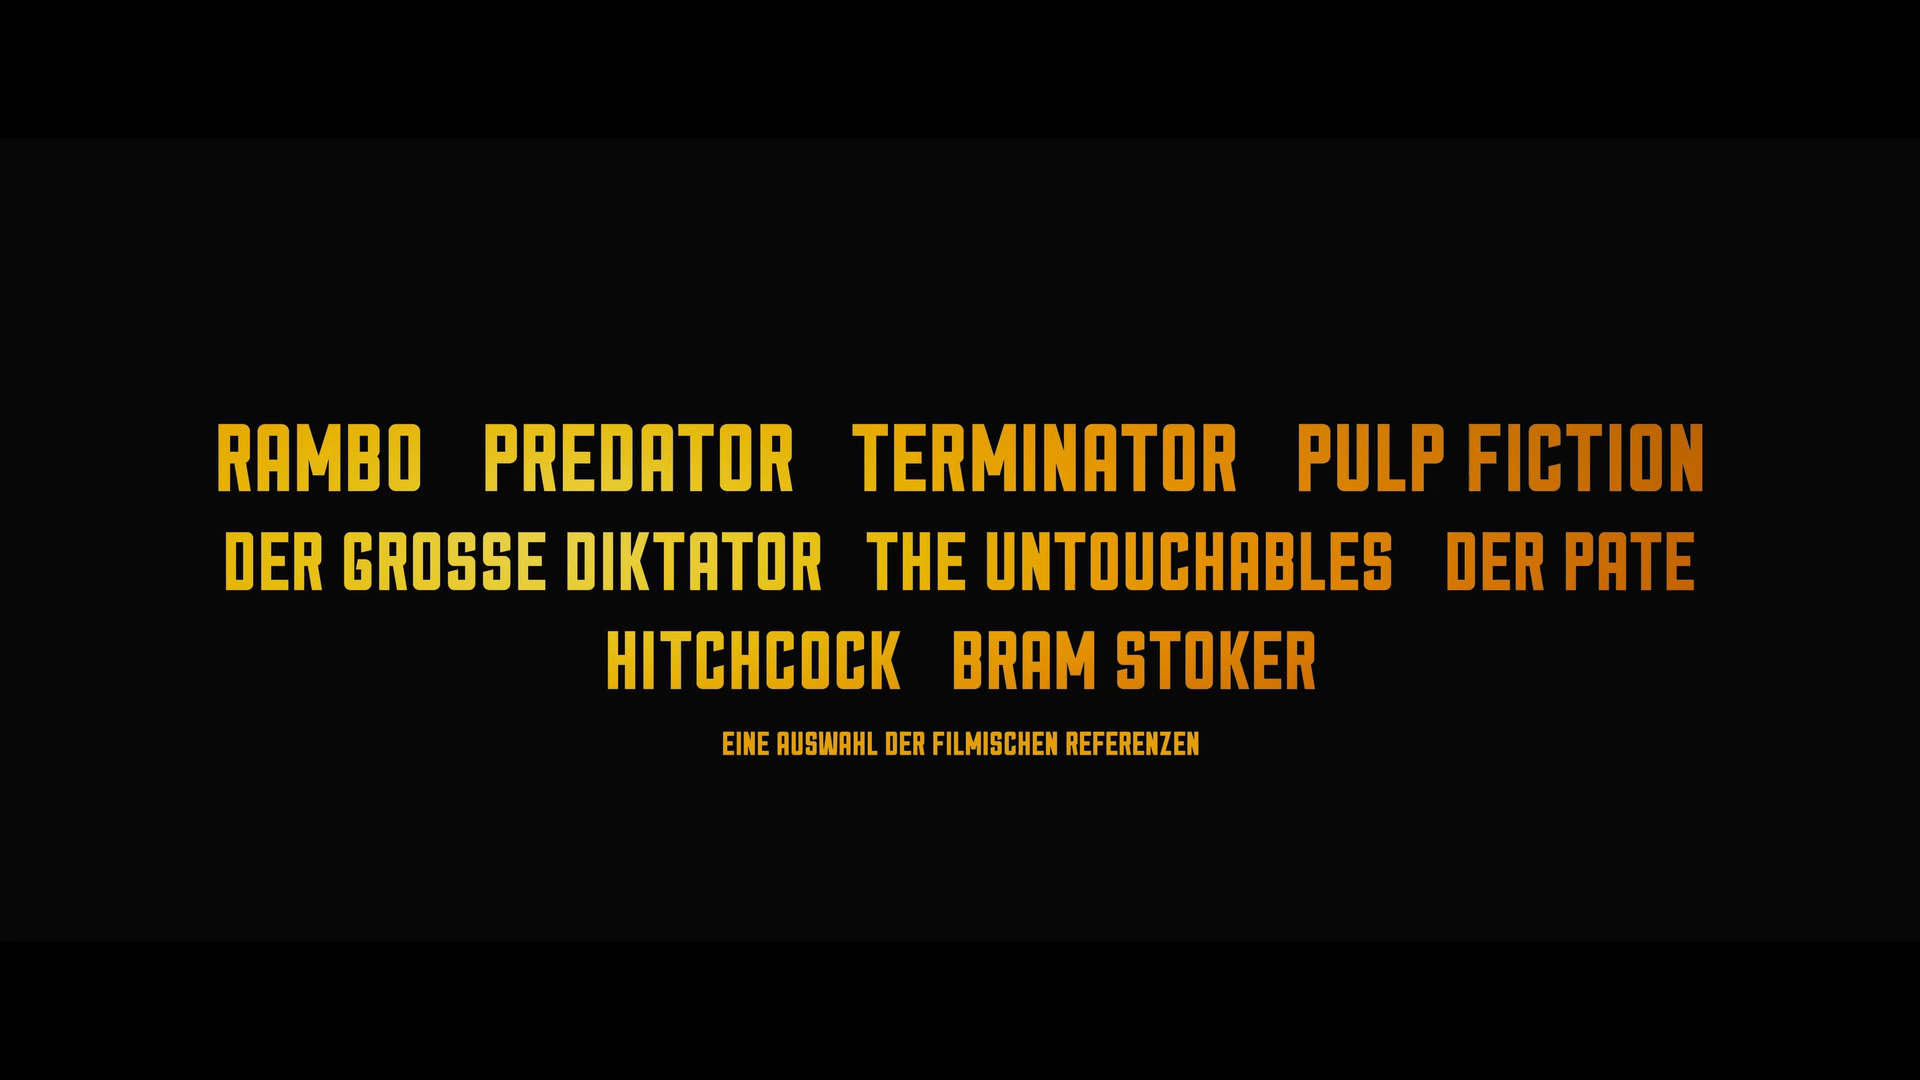 RAMBO PREDATOR TERMINATOR PULP FICTION
DER GROSSE DIKTATOR THE UNTOUCHABLES DER PATE
HITCHCOCK BRAM STOKER
EINE AUSWAHL DER FILMISCHEN REFERENZEN